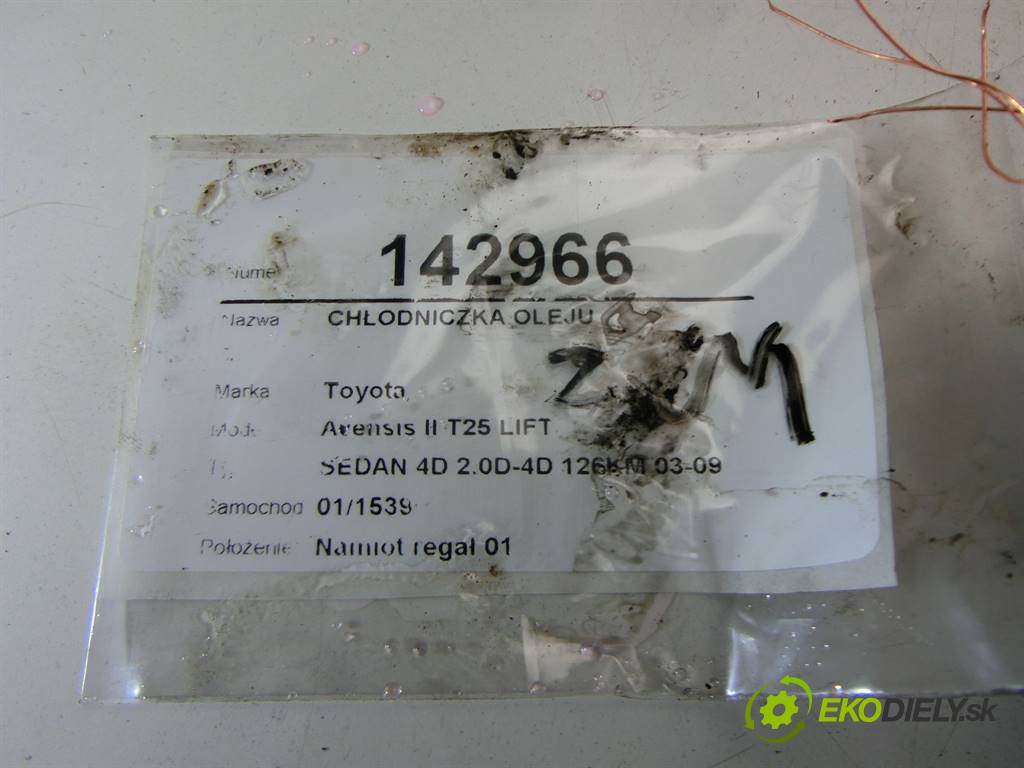 142966
Nazwa CHŁODNICZKA OLEJU
Marka Toyota
Avensis II T25 LIFT
SEDAN 4D 2.0D-4D 126KM 03-09
Samochod 01/1539
Położenie Namiot regał 01
EKODIELY.sk